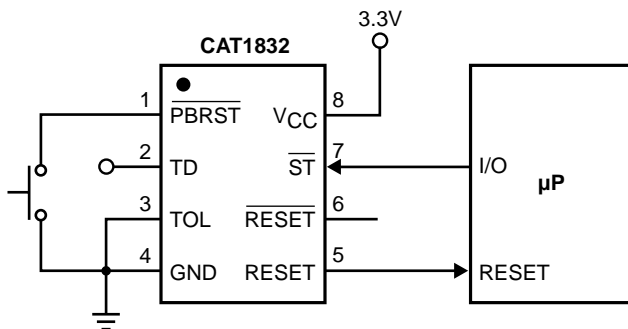 3.3V
CAT1832
1 PBRST VCC 8
2 TD ST 7 I/O
µP
3 TOL RESET 6
4 GND RESET 5 RESET